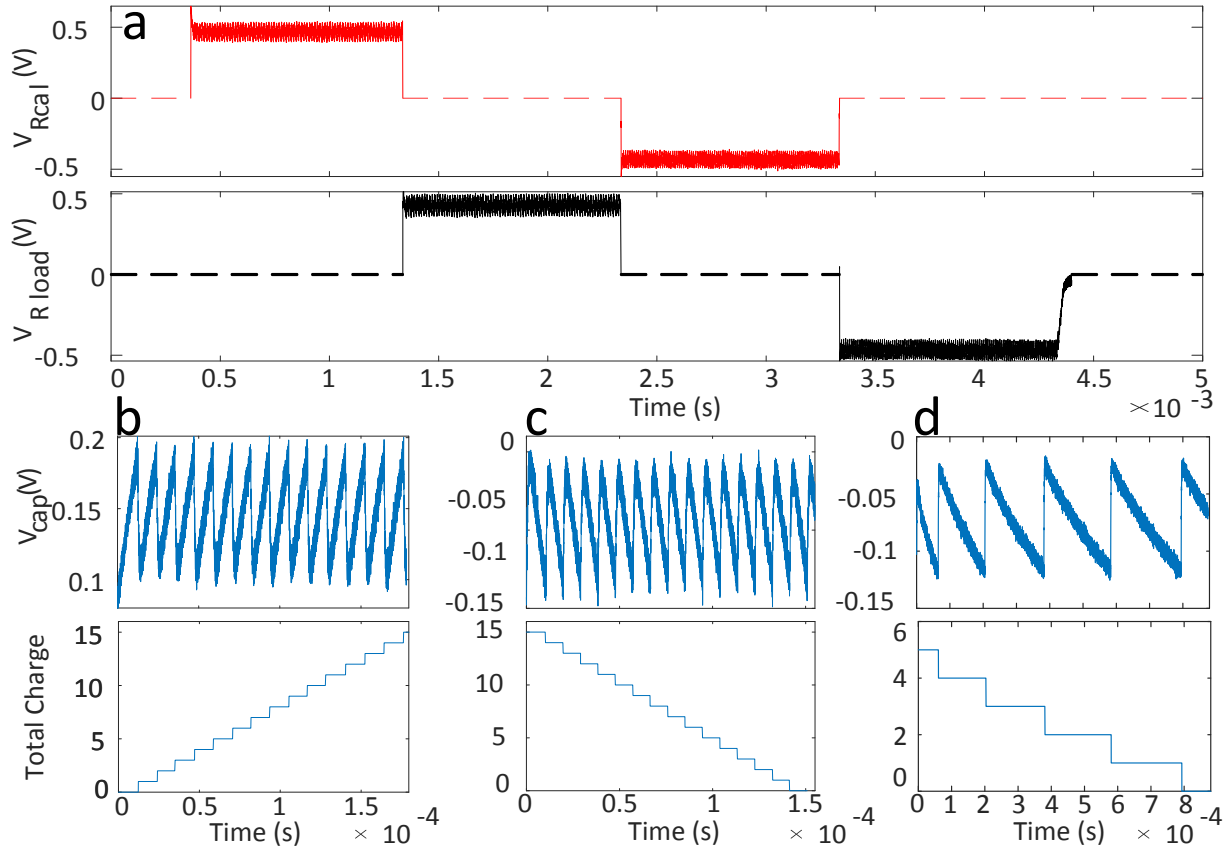 a
V Rcal (V)
0.5
0
-0.5
V R load (V)
0.5
0
-0.5
0 0.5 1 1.5 2 2.5 3 3.5 4 4.5 5
Time (s)
× 10 -3
b
c
d
Vcap(V)
0.2
0.15
0.1
0
-0.05
-0.1
-0.15
0
-0.05
-0.1
-0.15
Total Charge
15
10
5
0
15
10
5
0
6
4
2
0
0 0.5 1 1.5
0 0.5 1 1.5
0 1 2 3 4 5 6 7 8
Time (s) × 10 -4
Time (s) × 10 -4
Time (s) × 10 -4